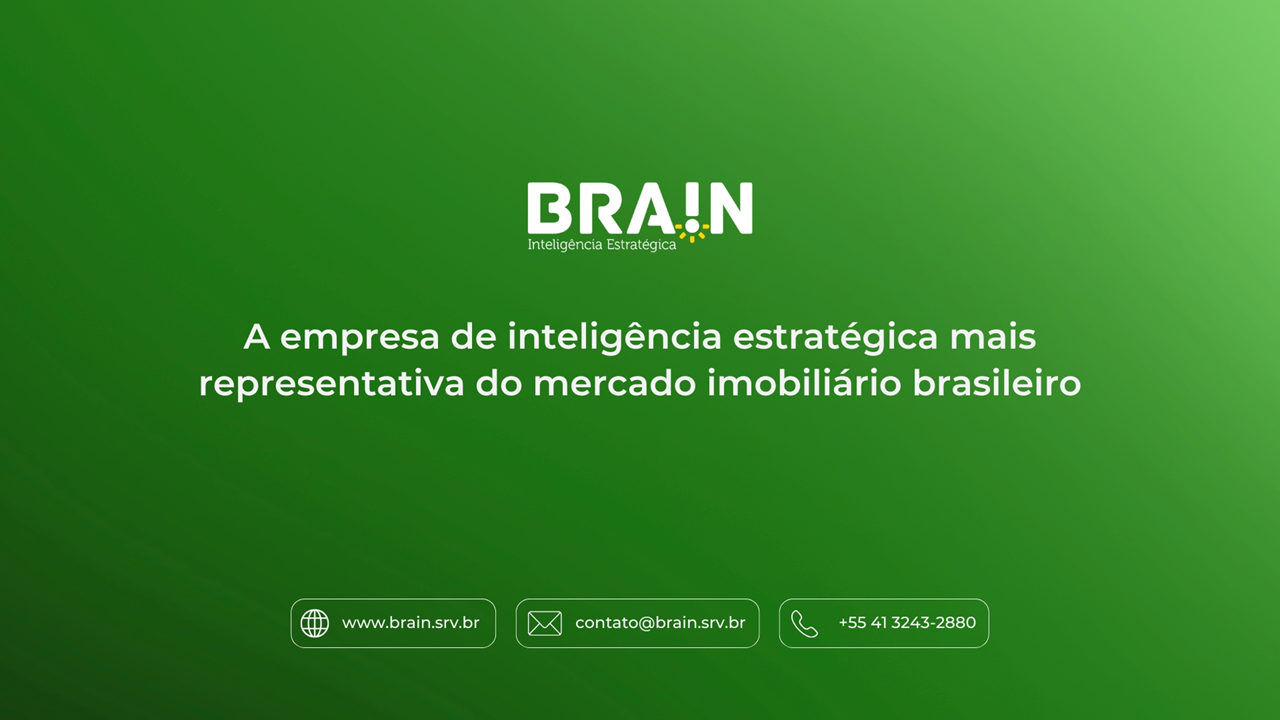 BRA!N
Inteligência Estratégica
A empresa de inteligência estratégica mais
representativa do mercado imobiliário brasileiro
www.brain.srv.br
contato@brain.srv.br
+55 41 3243-2880